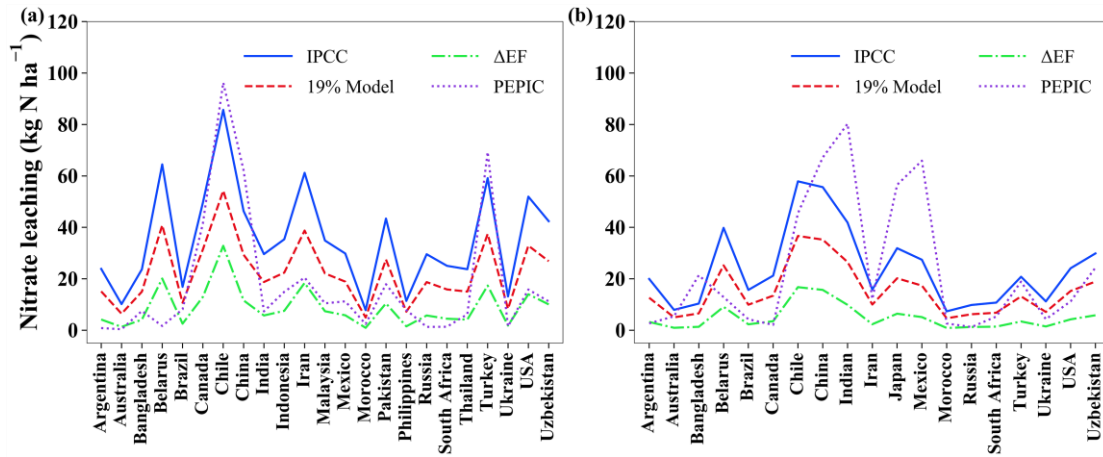 (a)
Nitrate leaching (kg N ha⁻¹)
120
100
80
60
40
20
0
IPCC
19% Model
ΔEF
PEPIC
Argentina
Australia
Bangladesh
Belarus
Brazil
Canada
Chile
China
India
Indonesia
Iran
Malaysia
Mexico
Morocco
Pakistan
Philippines
Russia
South Africa
Thailand
Turkey
Ukraine
USA
Uzbekistan
(b)
120
100
80
60
40
20
0
IPCC
19% Model
ΔEF
PEPIC
Argentina
Australia
Bangladesh
Belarus
Brazil
Canada
Chile
China
Indian
Iran
Japan
Mexico
Morocco
Russia
South Africa
Turkey
Ukraine
USA
Uzbekistan